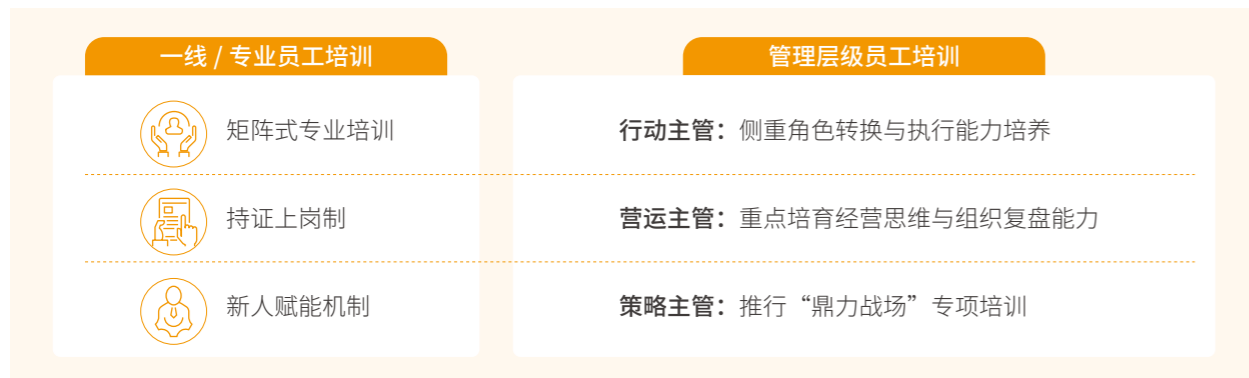 一线 / 专业员工培训
矩阵式专业培训
持证上岗制
新人赋能机制
管理层级员工培训
行动主管：侧重角色转换与执行能力培养
营运主管：重点培育经营思维与组织复盘能力
策略主管：推行“鼎力战场”专项培训